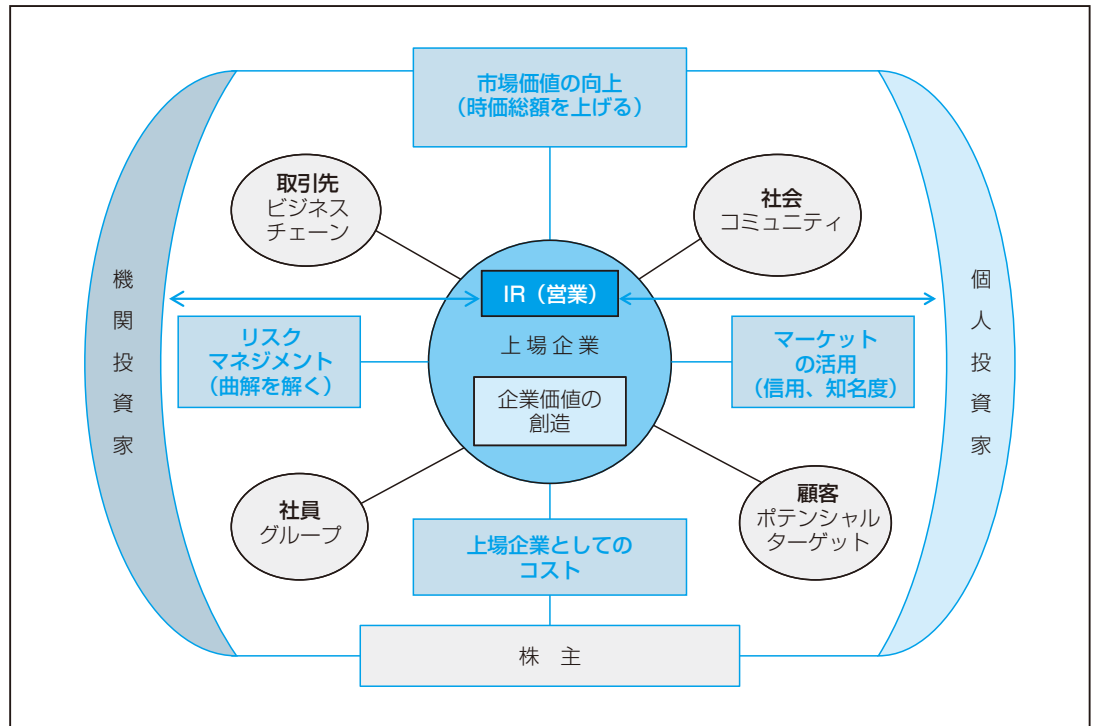 市場価値の向上
（時価総額を上げる）
取引先
ビジネス
チェーン
社会
コミュニティ
機関投資家
IR（営業）
個人投資家
リスク
マネジメント
（曲解を解く）
上場企業
マーケット
の活用
（信用、知名度）
企業価値の
創造
社員
グループ
顧客
ポテンシャル
ターゲット
上場企業としての
コスト
株　主